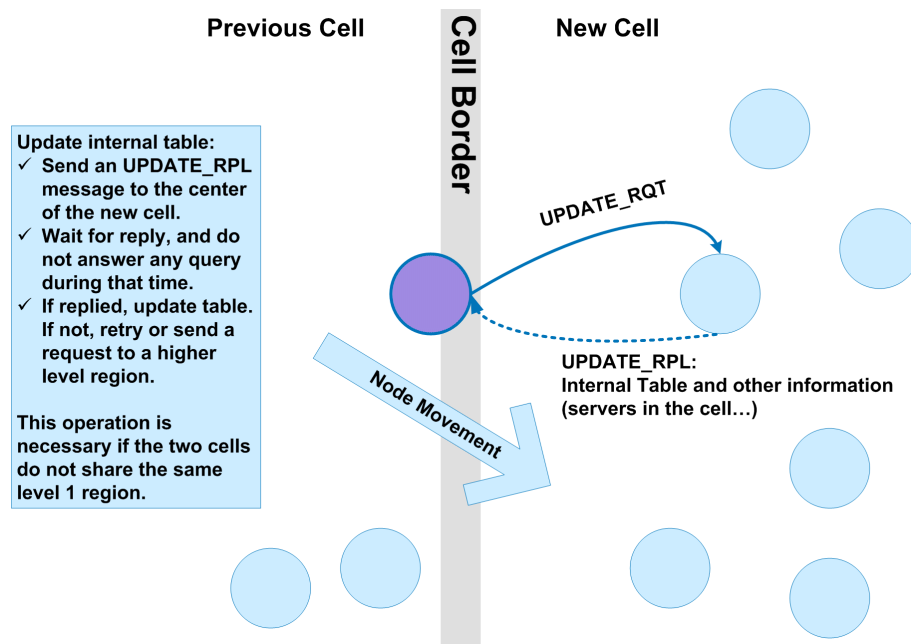 Previous Cell
Cell Border
New Cell
Update internal table:
✓ Send an UPDATE_RPL
message to the center
of the new cell.
✓ Wait for reply, and do
not answer any query
during that time.
✓ If replied, update table.
If not, retry or send a
request to a higher
level region.
This operation is
necessary if the two cells
do not share the same
level 1 region.
UPDATE_RQT
UPDATE_RPL:
Internal Table and other information
(servers in the cell…)
Node Movement